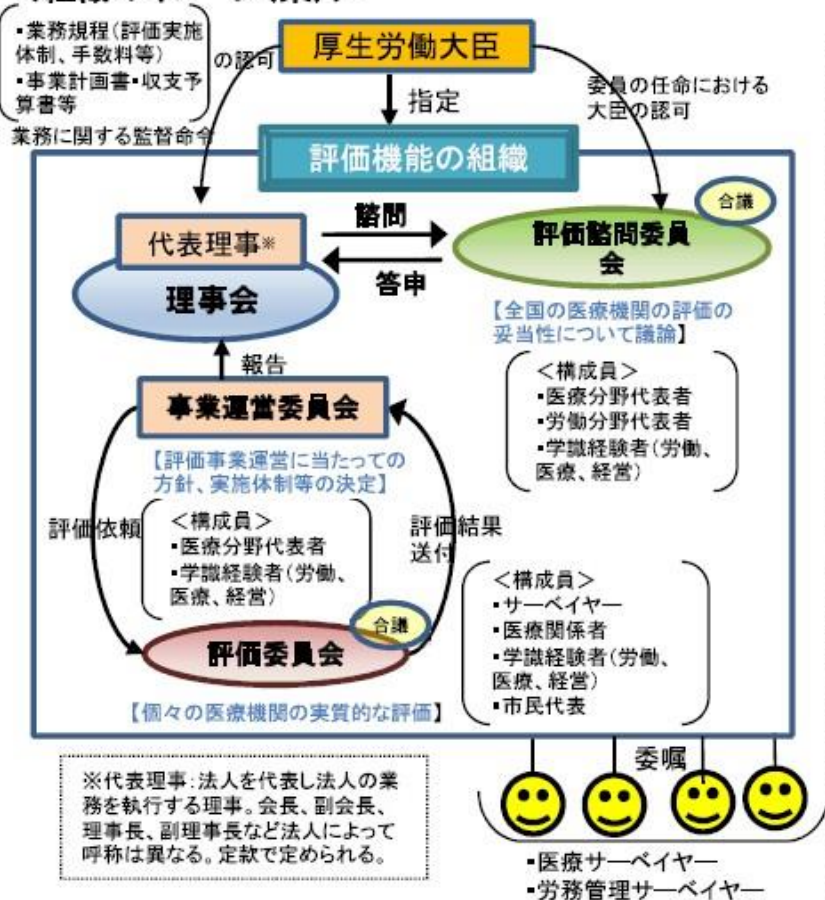 ・業務規程（評価実施
体制、手数料等）
・事業計画書・収支予
算書等
の認可
業務に関する監督命令
厚生労働大臣
指定
委員の任命における
大臣の認可
評価機能の組織
代表理事※
理事会
諮問
答申
合議
評価諮問委員
会
【全国の医療機関の評価の
妥当性について議論】
＜構成員＞
・医療分野代表者
・労働分野代表者
・学識経験者（労働、
医療、経営）
報告
事業運営委員会
【評価事業運営に当たっての
方針、実施体制等の決定】
評価依頼
＜構成員＞
・医療分野代表者
・学識経験者（労働、
医療、経営）
評価結果
送付
合議
評価委員会
【個々の医療機関の実質的な評価】
＜構成員＞
・サーベイヤー
・医療関係者
・学識経験者（労働、
医療、経営）
・市民代表
委嘱
※代表理事：法人を代表し法人の業
務を執行する理事。会長、副会長、
理事長、副理事長など法人によって
呼称は異なる。定款で定められる。
・医療サーベイヤー
・労務管理サーベイヤー